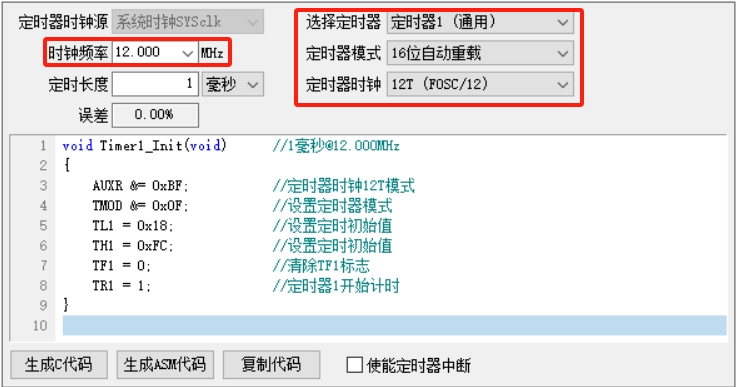 定时器时钟源 系统时钟SYSclk 选择定时器 定时器1 (通用)
时钟频率 12.000 MHz 定时器模式 16位自动重载
定时长度 1 毫秒 定时器时钟 12T (FOSC/12)
误差 0.00%
1 void Timer1_Init(void) //1毫秒@12.000MHz
2 {
3 AUXR &= 0xBF; //定时器时钟12T模式
4 TMOD &= 0x0F; //设置定时器模式
5 TL1 = 0x18; //设置定时初始值
6 TH1 = 0xFC; //设置定时初始值
7 TF1 = 0; //清除TF1标志
8 TR1 = 1; //定时器1开始计时
9 }
10
生成C代码 生成ASM代码 复制代码 使能定时器中断